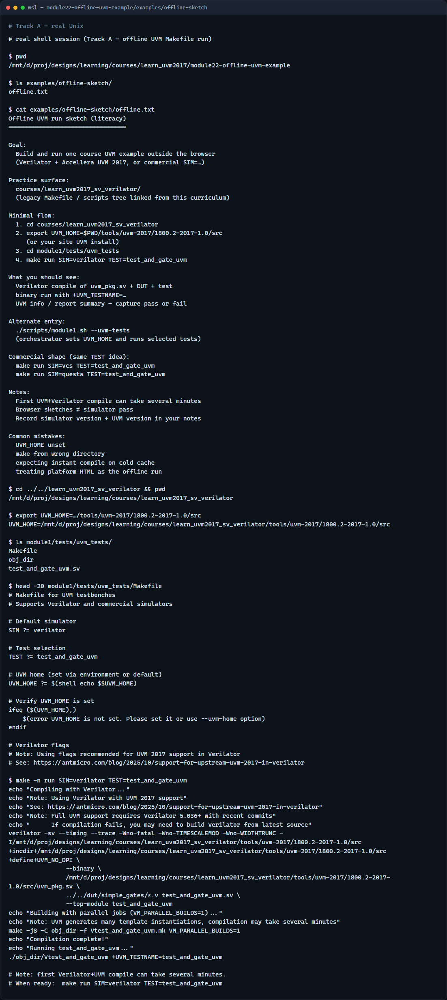 wsl — module22-offline-uvm-example/examples/offline-sketch
# Track A — real Unix
# real shell session (Track A — offline UVM Makefile run)
$ pwd
/mnt/d/proj/designs/learning/courses/learn_uvm2017/module22-offline-uvm-example
$ ls examples/offline-sketch/
offline.txt
$ cat examples/offline-sketch/offline.txt
Offline UVM run sketch (literacy)
=================================
Goal:
  Build and run one course UVM example outside the browser
  (Verilator + Accellera UVM 2017, or commercial SIM=…)
Practice surface:
  courses/learn_uvm2017_sv_verilator/
  (legacy Makefile / scripts tree linked from this curriculum)
Minimal flow:
  1. cd courses/learn_uvm2017_sv_verilator
  2. export UVM_HOME=$PWD/tools/uvm-2017/1800.2-2017-1.0/src
     (or your site UVM install)
  3. cd module1/tests/uvm_tests
  4. make run SIM=verilator TEST=test_and_gate_uvm
What you should see:
  Verilator compile of uvm_pkg.sv + DUT + test
  binary run with +UVM_TESTNAME=…
  UVM info / report summary — capture pass or fail
Alternate entry:
  ./scripts/module1.sh --uvm-tests
  (orchestrator sets UVM_HOME and runs selected tests)
Commercial shape (same TEST idea):
  make run SIM=vcs TEST=test_and_gate_uvm
  make run SIM=questa TEST=test_and_gate_uvm
Notes:
  First UVM+Verilator compile can take several minutes
  Browser sketches ≠ simulator pass
  Record simulator version + UVM version in your notes
Common mistakes:
  UVM_HOME unset
  make from wrong directory
  expecting instant compile on cold cache
  treating platform HTML as the offline run
$ cd ../../learn_uvm2017_sv_verilator && pwd
/mnt/d/proj/designs/learning/courses/learn_uvm2017_sv_verilator
$ export UVM_HOME=…/tools/uvm-2017/1800.2-2017-1.0/src
UVM_HOME=/mnt/d/proj/designs/learning/courses/learn_uvm2017_sv_verilator/tools/uvm-2017/1800.2-2017-1.0/src
$ ls module1/tests/uvm_tests/
Makefile
obj_dir
test_and_gate_uvm.sv
$ head -20 module1/tests/uvm_tests/Makefile
# Makefile for UVM testbenches
# Supports Verilator and commercial simulators
# Default simulator
SIM ?= verilator
# Test selection
TEST ?= test_and_gate_uvm
# UVM home (set via environment or default)
UVM_HOME ?= $(shell echo $$UVM_HOME)
# Verify UVM_HOME is set
ifeq ($(UVM_HOME),)
    $(error UVM_HOME is not set. Please set it or use --uvm-home option)
endif
# Verilator flags
# Note: Using flags recommended for UVM 2017 support in Verilator
# See: https://antmicro.com/blog/2025/10/support-for-upstream-uvm-2017-in-verilator
$ make -n run SIM=verilator TEST=test_and_gate_uvm
echo "Compiling with Verilator..."
echo "Note: Using Verilator with UVM 2017 support"
echo "See: https://antmicro.com/blog/2025/10/support-for-upstream-uvm-2017-in-verilator"
echo "Note: Full UVM support requires Verilator 5.036+ with recent commits"
echo "      If compilation fails, you may need to build Verilator from latest source"
verilator -sv --timing --trace -Wno-fatal -Wno-TIMESCALEMOD -Wno-WIDTHTRUNC -
I/mnt/d/proj/designs/learning/courses/learn_uvm2017_sv_verilator/tools/uvm-2017/1800.2-2017-1.0/src
+incdir+/mnt/d/proj/designs/learning/courses/learn_uvm2017_sv_verilator/tools/uvm-2017/1800.2-2017-1.0/src
+define+UVM_NO_DPI \
                --binary \
                /mnt/d/proj/designs/learning/courses/learn_uvm2017_sv_verilator/tools/uvm-2017/1800.2-2017-
1.0/src/uvm_pkg.sv \
                ../../dut/simple_gates/*.v test_and_gate_uvm.sv \
                --top-module test_and_gate_uvm
echo "Building with parallel jobs (VM_PARALLEL_BUILDS=1)..."
echo "Note: UVM generates many template instantiations, compilation may take several minutes"
make -j8 -C obj_dir -f Vtest_and_gate_uvm.mk VM_PARALLEL_BUILDS=1
echo "Compilation complete!"
echo "Running test_and_gate_uvm..."
./obj_dir/Vtest_and_gate_uvm +UVM_TESTNAME=test_and_gate_uvm
# Note: first Verilator+UVM compile can take several minutes.
# When ready:  make run SIM=verilator TEST=test_and_gate_uvm